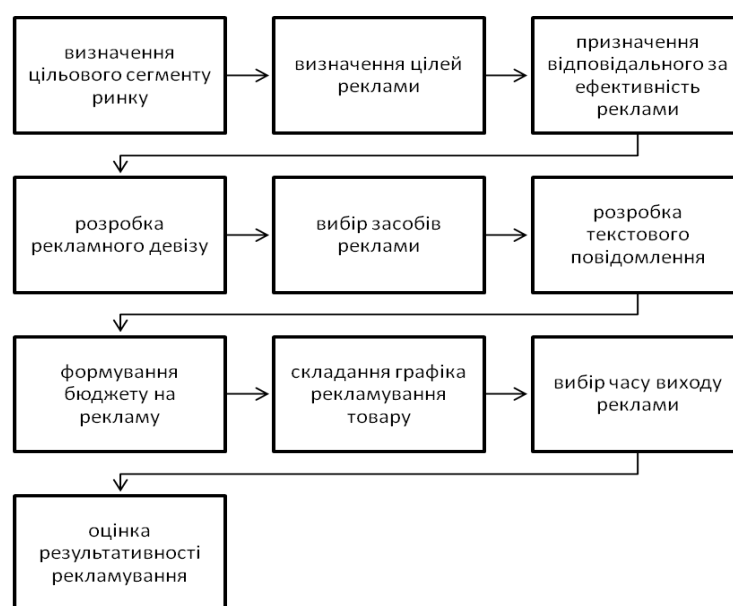 визначення
цільового сегменту
ринку
визначення цілей
реклами
призначення
відповідального за
ефективність
реклами
розробка
рекламного девізу
вибір засобів
реклами
розробка
текстового
повідомлення
формування
бюджету на
рекламу
складання графіка
рекламування
товару
вибір часу виходу
реклами
оцінка
результативності
рекламування